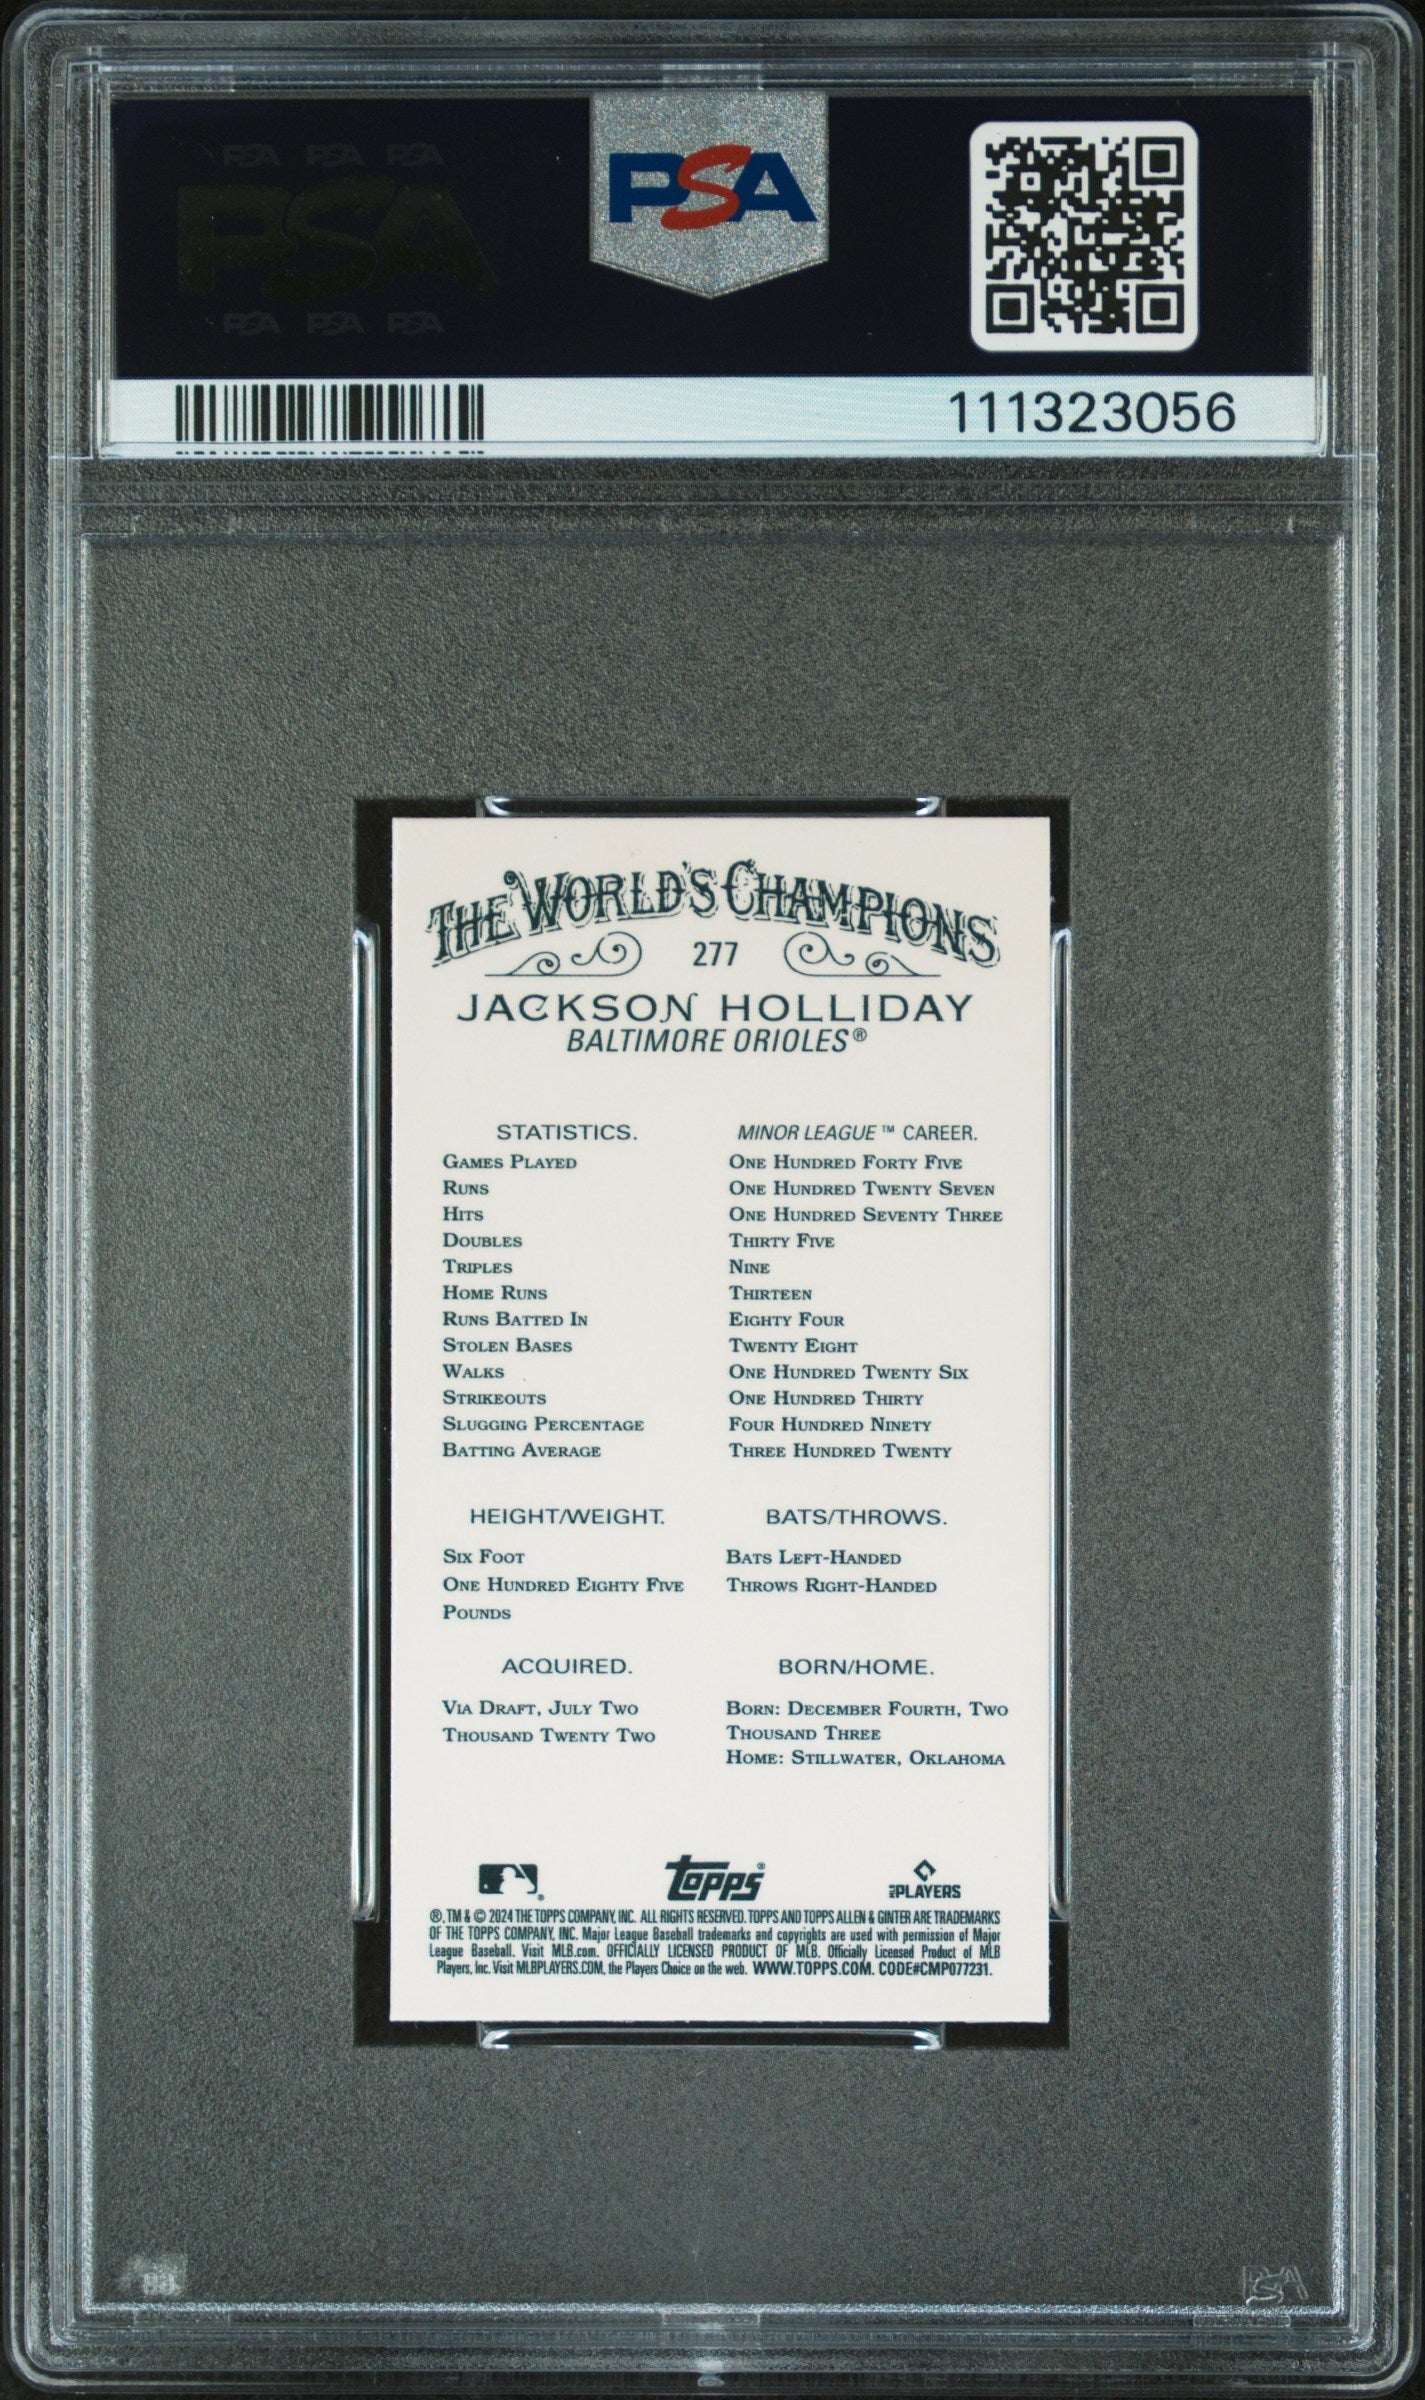 PSA PSA PSA
PSA
PSA PSA PSA
PSA
111323056
THE WORLD'S CHAMPIONS
277
JACKSON HOLLIDAY
BALTIMORE ORIOLES®
STATISTICS. MINOR LEAGUE™ CAREER.
GAMES PLAYED ONE HUNDRED FORTY FIVE
RUNS ONE HUNDRED TWENTY SEVEN
HITS ONE HUNDRED SEVENTY THREE
DOUBLES THIRTY FIVE
TRIPLES NINE
HOME RUNS THIRTEEN
RUNS BATTED IN EIGHTY FOUR
STOLEN BASES TWENTY EIGHT
WALKS ONE HUNDRED TWENTY SIX
STRIKEOUTS ONE HUNDRED THIRTY
SLUGGING PERCENTAGE FOUR HUNDRED NINETY
BATTING AVERAGE THREE HUNDRED TWENTY
HEIGHT/WEIGHT.
SIX FOOT
ONE HUNDRED EIGHTY FIVE
POUNDS
BATS/THROWS.
BATS LEFT-HANDED
THROWS RIGHT-HANDED
ACQUIRED.
VIA DRAFT, JULY TWO
THOUSAND TWENTY TWO
BORN/HOME.
BORN: DECEMBER FOURTH, TWO
THOUSAND THREE
HOME: STILLWATER, OKLAHOMA
Topps®
PLAYERS
®, TM & © 2024 THE TOPPS COMPANY, INC. ALL RIGHTS RESERVED. TOPPS AND TOPPS ALLEN & GINTER ARE TRADEMARKS
OF THE TOPPS COMPANY, INC. Major League Baseball trademarks and copyrights are used with permission of Major
League Baseball. Visit MLB.com. OFFICIALLY LICENSED PRODUCT OF MLB. Officially Licensed Product of MLB
Players, Inc. Visit MLBPLAYERS.COM, the Players Choice on the web. WWW.TOPPS.COM. CODE#CMP077231.
PSA